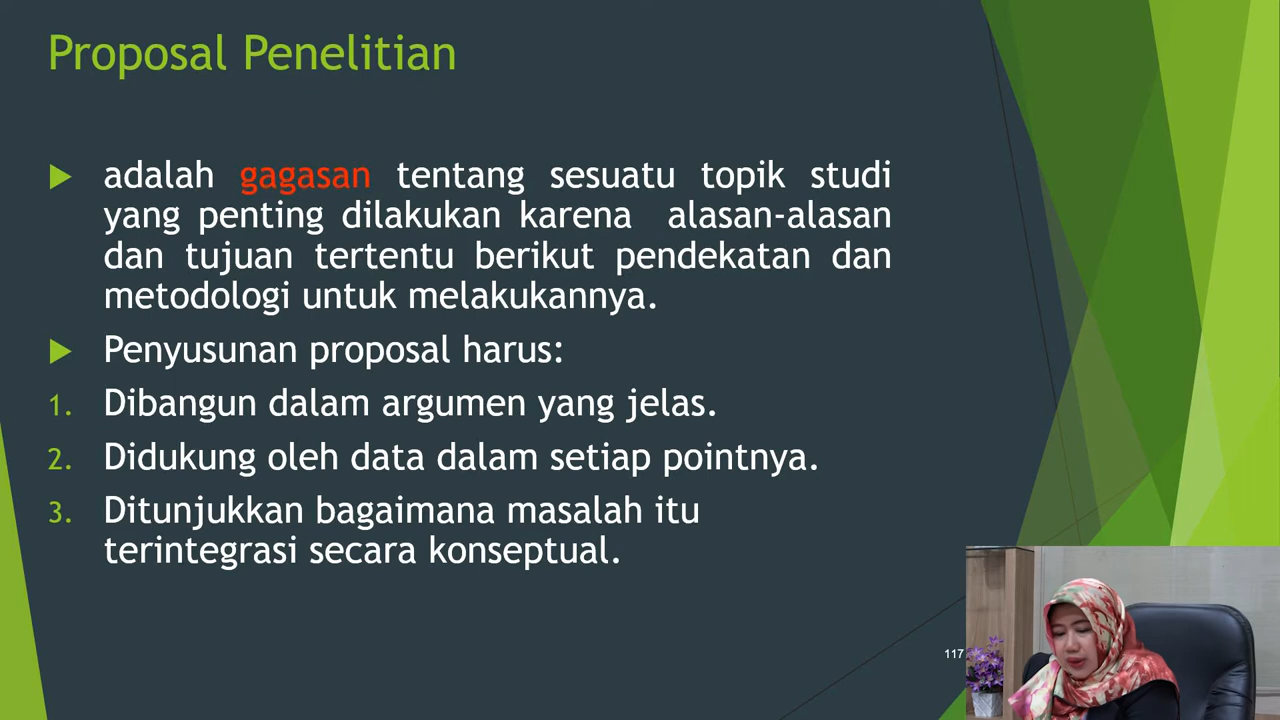 Proposal Penelitian
adalah gagasan tentang sesuatu topik studi
yang penting dilakukan karena alasan-alasan
dan tujuan tertentu berikut pendekatan dan
metodologi untuk melakukannya.
Penyusunan proposal harus:
1. Dibangun dalam argumen yang jelas.
2. Didukung oleh data dalam setiap pointnya.
3. Ditunjukkan bagaimana masalah itu
terintegrasi secara konseptual.
117